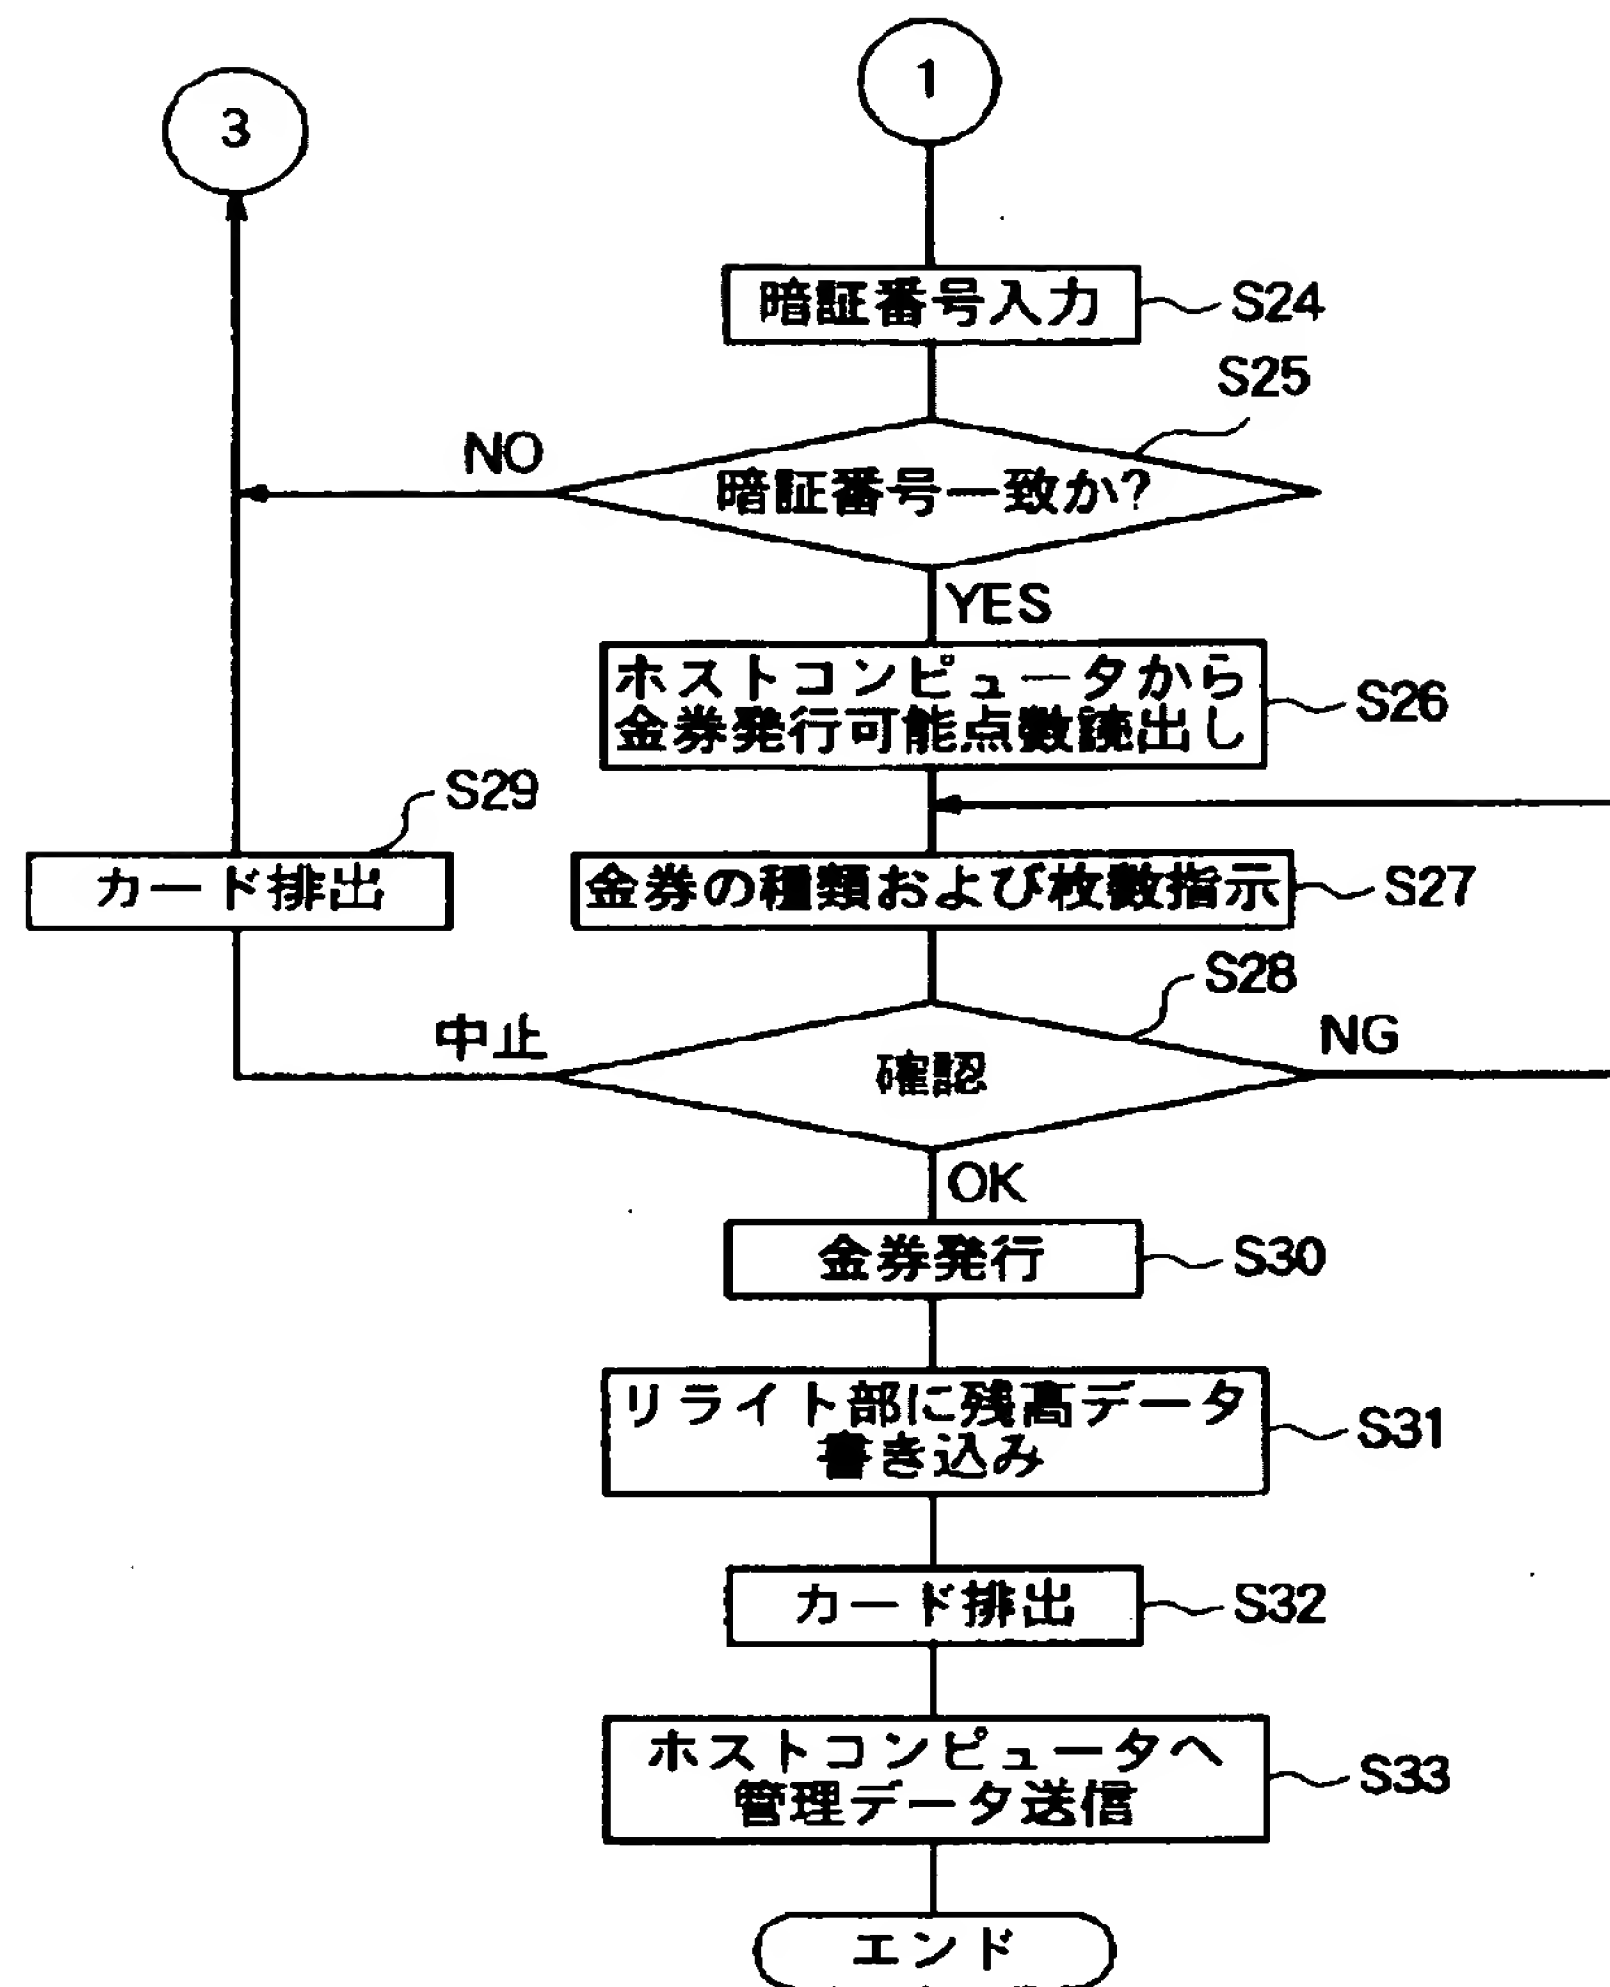 1
3
暗証番号入力
S24
S25
NO
暗証番号一致か?
YES
ホストコンピュータから
金券発行可能点数読出し
S26
S29
カード排出
金券の種類および枚数指示
S27
S28
中止
確認
NG
OK
金券発行
S30
リライト部に残高データ
書き込み
S31
カード排出
S32
ホストコンピュータへ
管理データ送信
S33
エンド